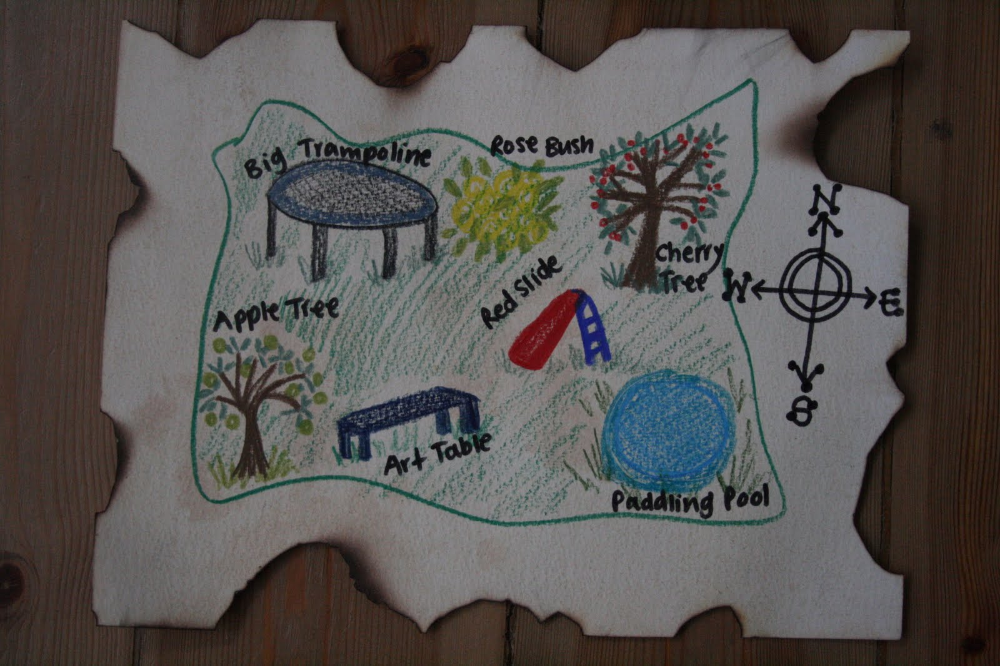 Big Trampoline
Rose Bush
Cherry
Tree
Red Slide
Apple Tree
Art Table
Paddling Pool
N
W
E
S